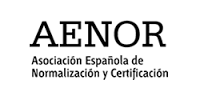 AENOR
Asociación Española de
Normalización y Certificación